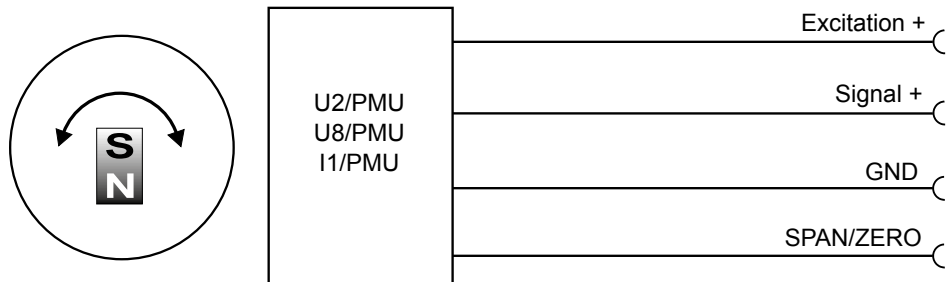 Excitation +
Signal +
GND
SPAN/ZERO
U2/PMU
U8/PMU
I1/PMU
S
N